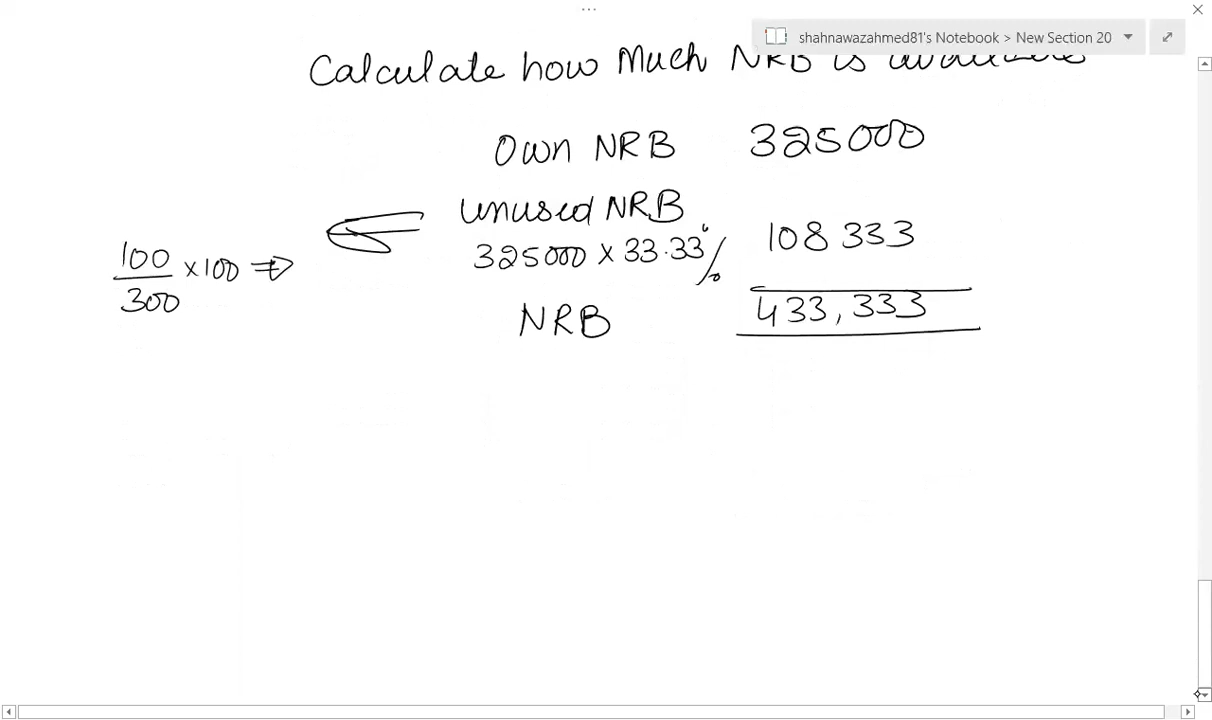 shahnawazahmed81's Notebook > New Section 20
Calculate how Much NRB is
Own NRB 325000
unused NRB
325000 x 33.33% 108 333
100/300 x 100 ⇒
NRB 433,333